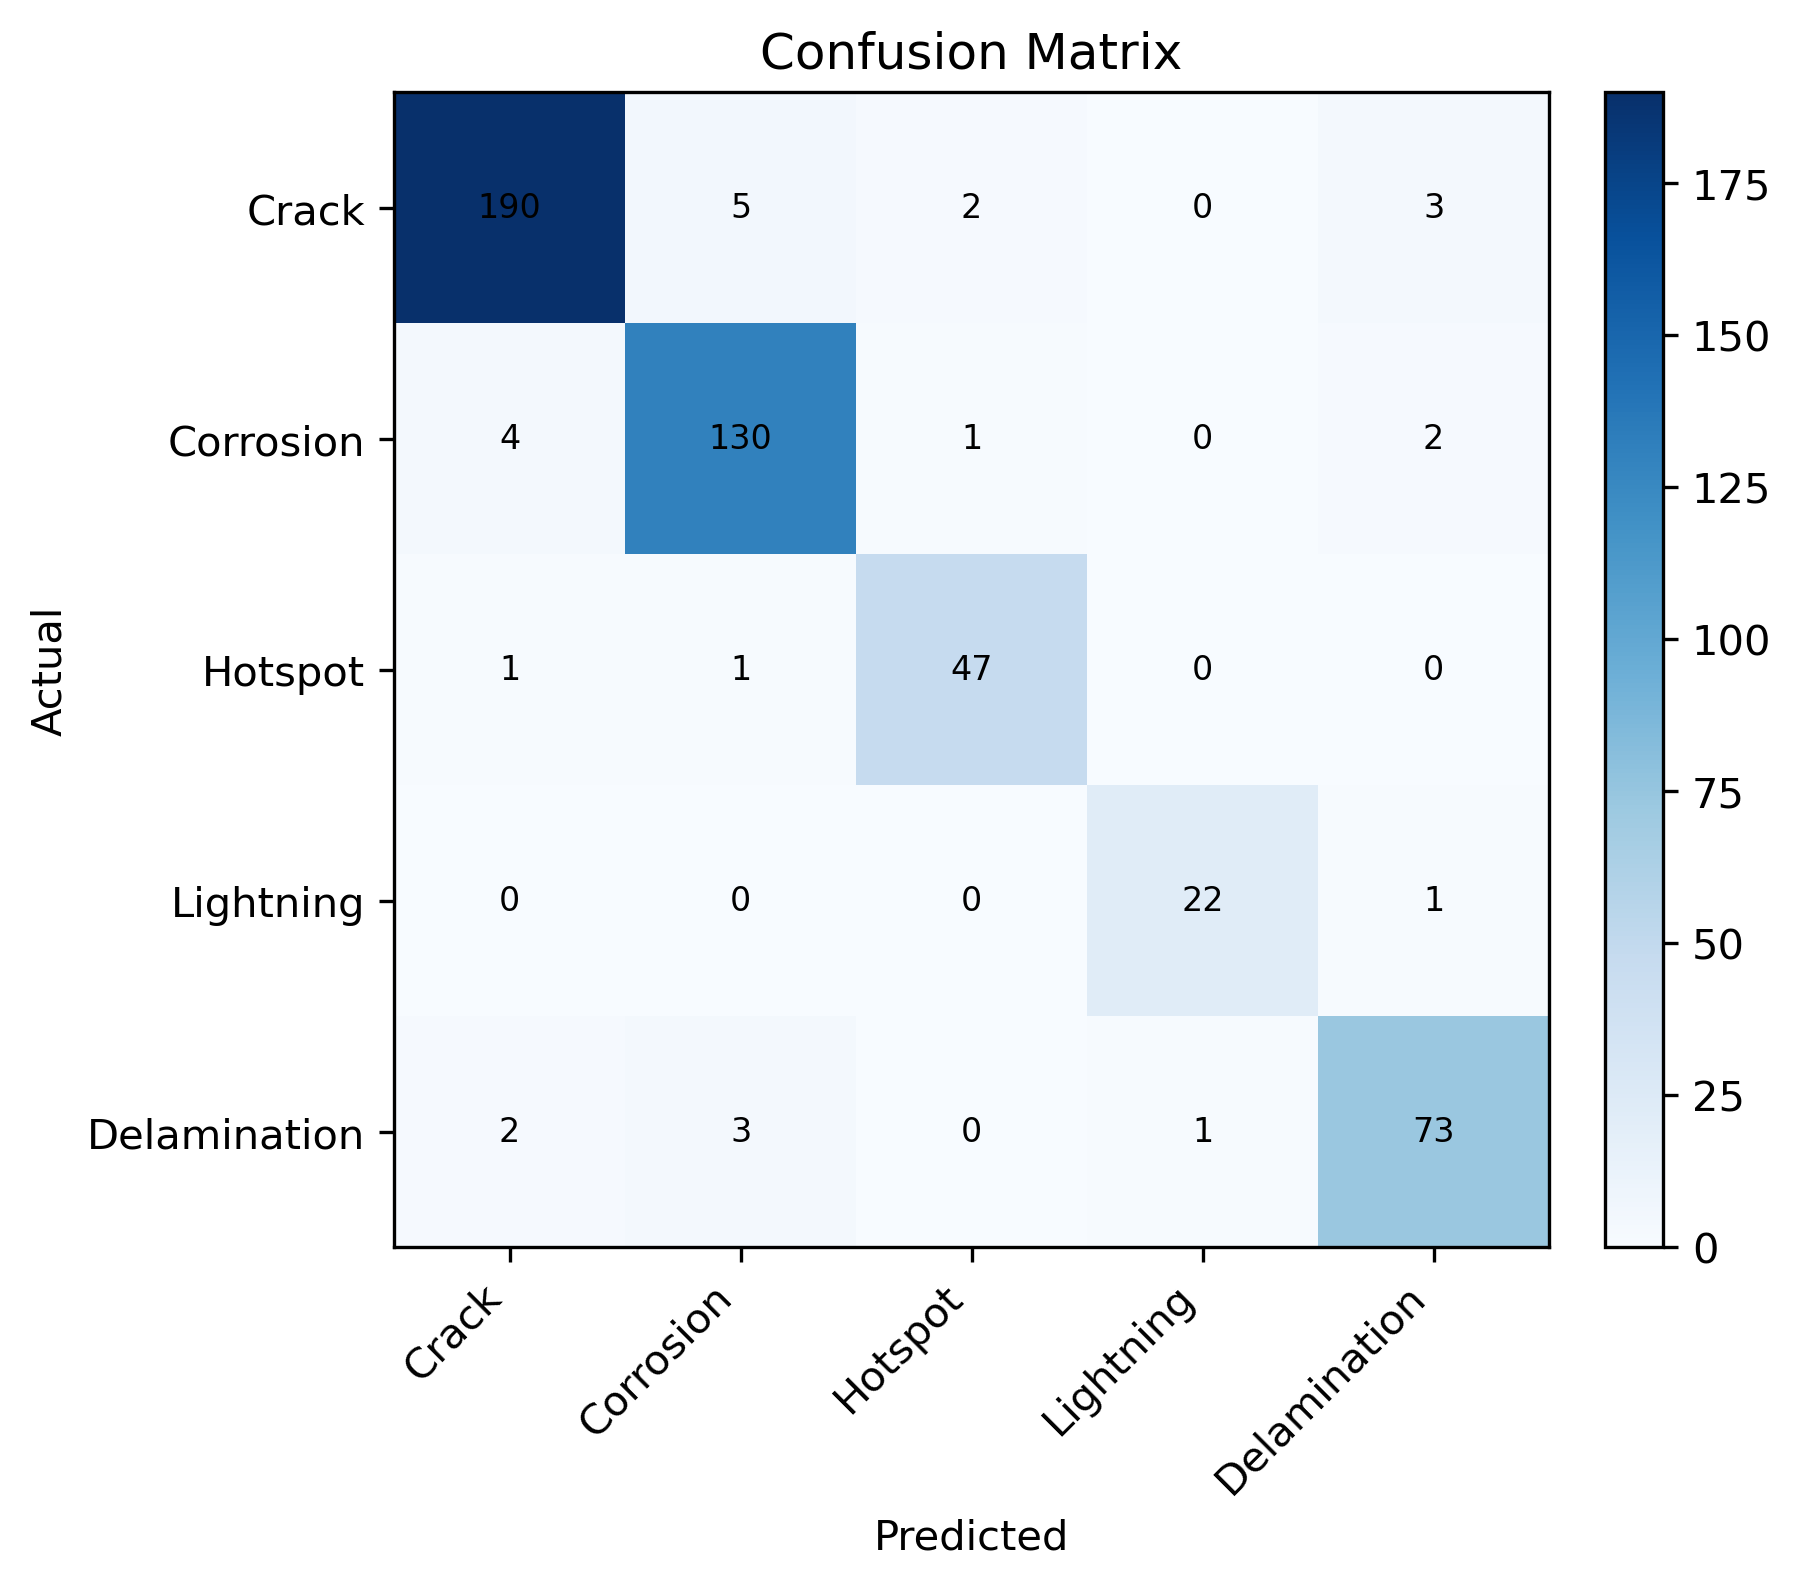 Confusion Matrix
Crack 190 5 2 0 3
Corrosion 4 130 1 0 2
Hotspot 1 1 47 0 0
Lightning 0 0 0 22 1
Delamination 2 3 0 1 73
Actual
Crack
Corrosion
Hotspot
Lightning
Delamination
Predicted
175
150
125
100
75
50
25
0